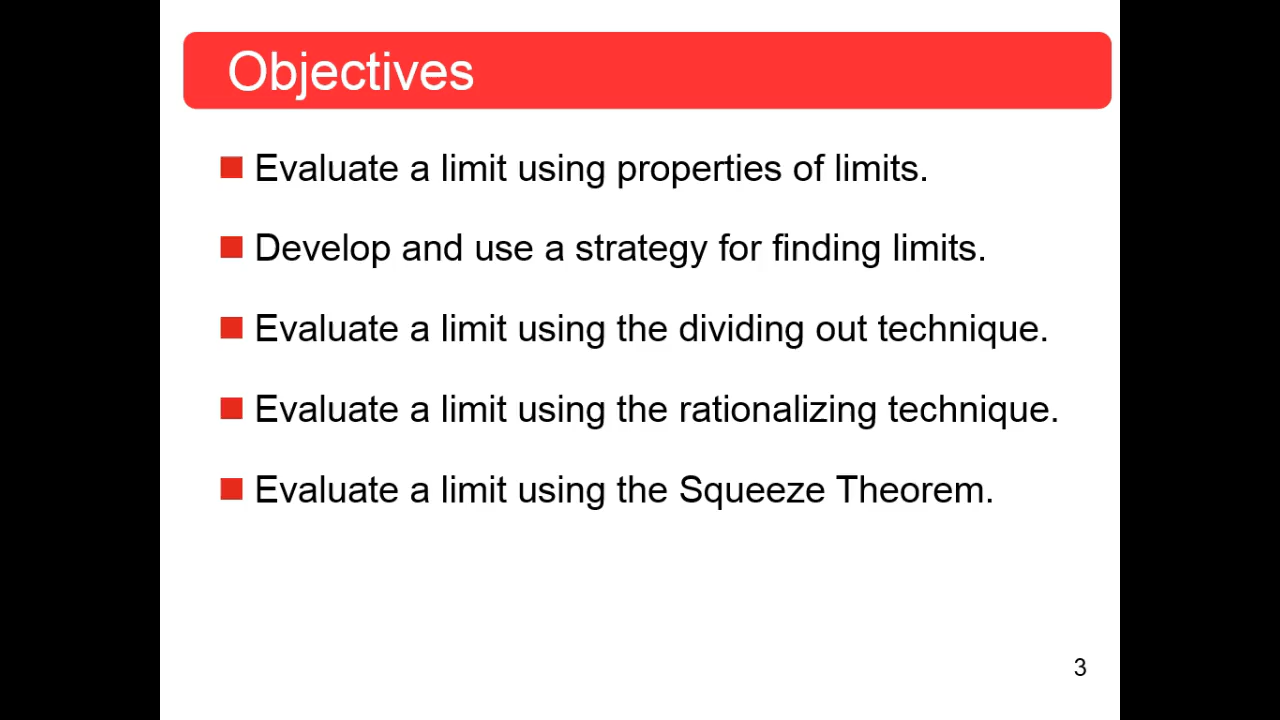 Objectives
Evaluate a limit using properties of limits.
Develop and use a strategy for finding limits.
Evaluate a limit using the dividing out technique.
Evaluate a limit using the rationalizing technique.
Evaluate a limit using the Squeeze Theorem.
3